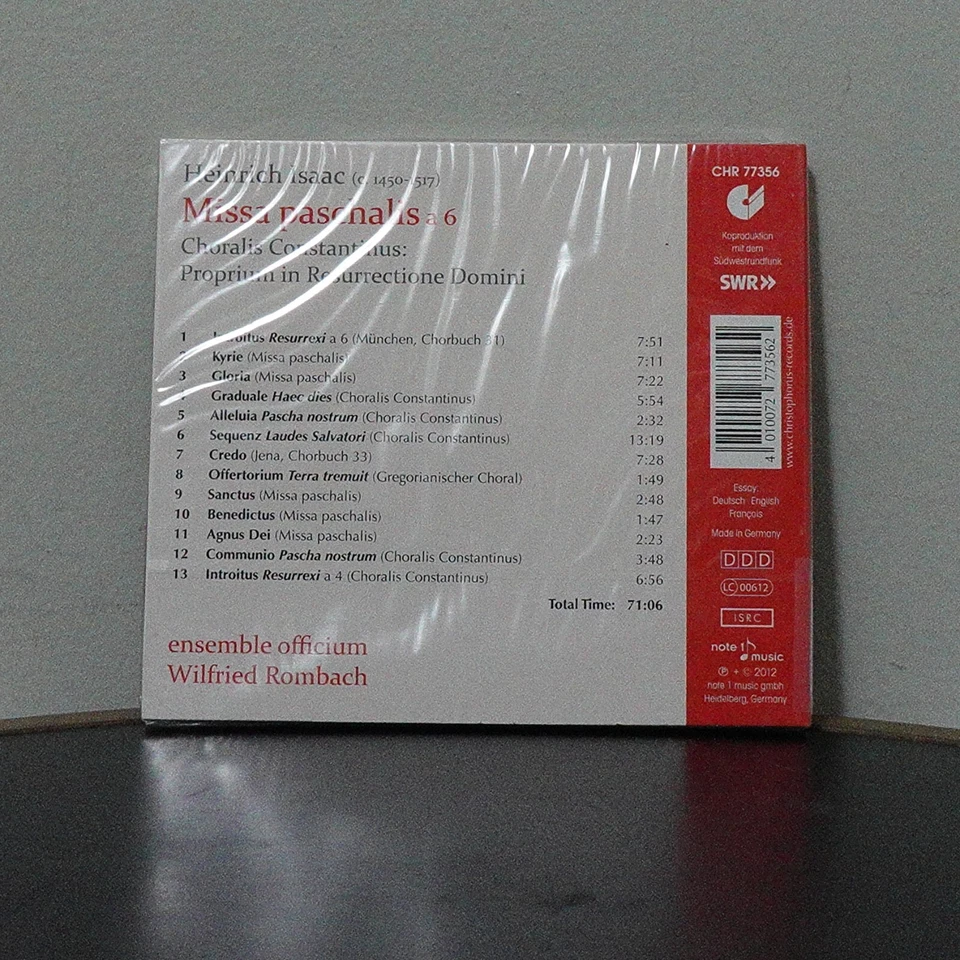 Heinrich Isaac (c. 1450-1517)
Missa paschalis a 6
Choralis Constantinus:
Proprium in Resurrectione Domini
1 Introitus Resurrexi a 6 (München, Chorbuch 31) 7:51
2 Kyrie (Missa paschalis) 7:11
3 Gloria (Missa paschalis) 7:22
4 Graduale Haec dies (Choralis Constantinus) 5:54
5 Alleluia Pascha nostrum (Choralis Constantinus) 2:32
6 Sequenz Laudes Salvatori (Choralis Constantinus) 13:19
7 Credo (Jena, Chorbuch 33) 7:28
8 Offertorium Terra tremuit (Gregorianischer Choral) 1:49
9 Sanctus (Missa paschalis) 2:48
10 Benedictus (Missa paschalis) 1:47
11 Agnus Dei (Missa paschalis) 2:23
12 Communio Pascha nostrum (Choralis Constantinus) 3:48
13 Introitus Resurrexi a 4 (Choralis Constantinus) 6:56
Total Time: 71:06
ensemble officium
Wilfried Rombach
CHR 77356
Koproduktion
mit dem
Südwestrundfunk
SWR»
4 010072 773562
www.christophorus-records.de
Essay:
Deutsch English
Français
Made in Germany
DDD
LC 00612
ISRC
note 1 music
℗ + © 2012
note 1 music gmbh
Heidelberg, Germany